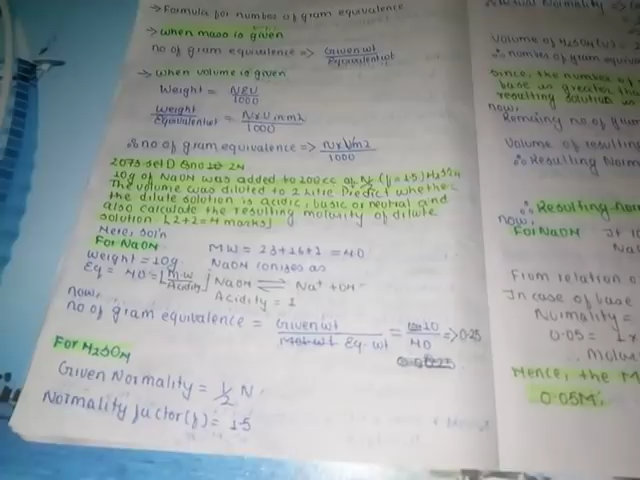 → Formula for number of gram equivalence
→ when mass is given
no of gram equivalence => Given wt / Equivalent wt
→ when volume is given
Weight = NEV / 1000
Weight / Equivalent wt = N x V in ml / 1000
∴ no of gram equivalence => N x V ml / 1000
2073 set D Q no 24
10g of NaOH was added to 200cc of N/2 (f = 1.5) H2SO4
The volume was diluted to 2 litre Predict whether
the dilute solution is acidic, basic or neutral and
also calculate the resulting molarity of dilute
solution [2+2=4 marks]
Here, soln
For NaOH
MW = 23+16+1 = 40
Weight = 10g
NaOH ionizes as
Eq = 40 = [M.W / Acidity]
NaOH ⇌ Na+ + OH-
Acidity = 1
now,
no of gram equivalence = Given wt / Eq. wt = 10 / 40 => 0.25
For H2SO4
Given Normality = 1/2 N
Normality factor (f) = 1.5
Actual Normality =>
Volume of H2SO4 (V) =
∴ number of gram equiva
Since, the number of
base is greater tha
resulting solution is
now,
Remaining no of gram
Volume of resulting
∴ Resulting Norma
∴ Resulting Nor
now,
For NaOH
Na
From relation o
In case of base
Normality =
0.05 = 1 x
∴ Mola
Hence, the M
0.05M.